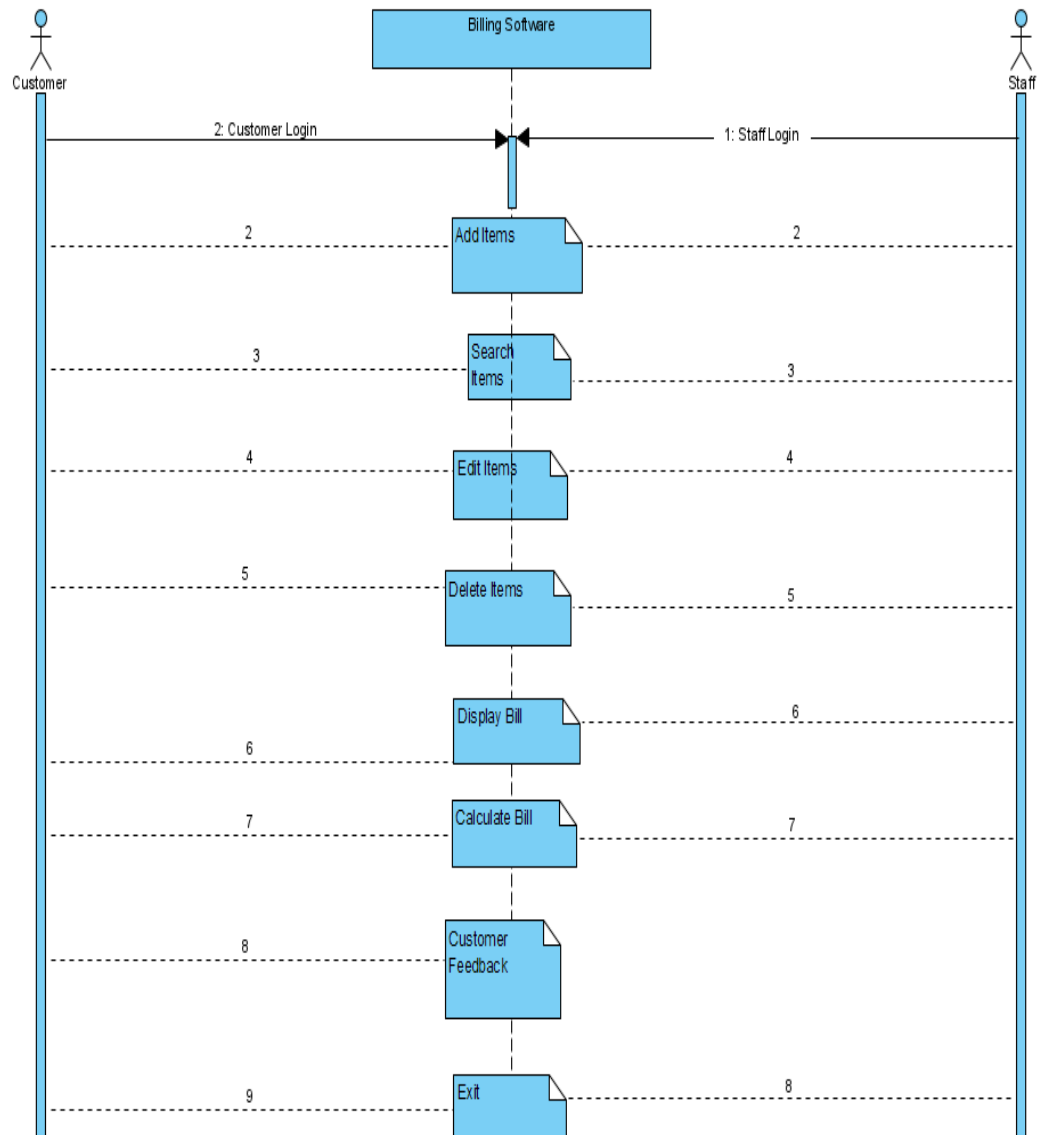 Billing Software
Customer
Staff
2: Customer Login
1: Staff Login
2
Add Items
2
3
Search
Items
3
4
Edit Items
4
5
Delete Items
5
Display Bill
6
6
7
Calculate Bill
7
8
Customer
Feedback
9
Exit
8